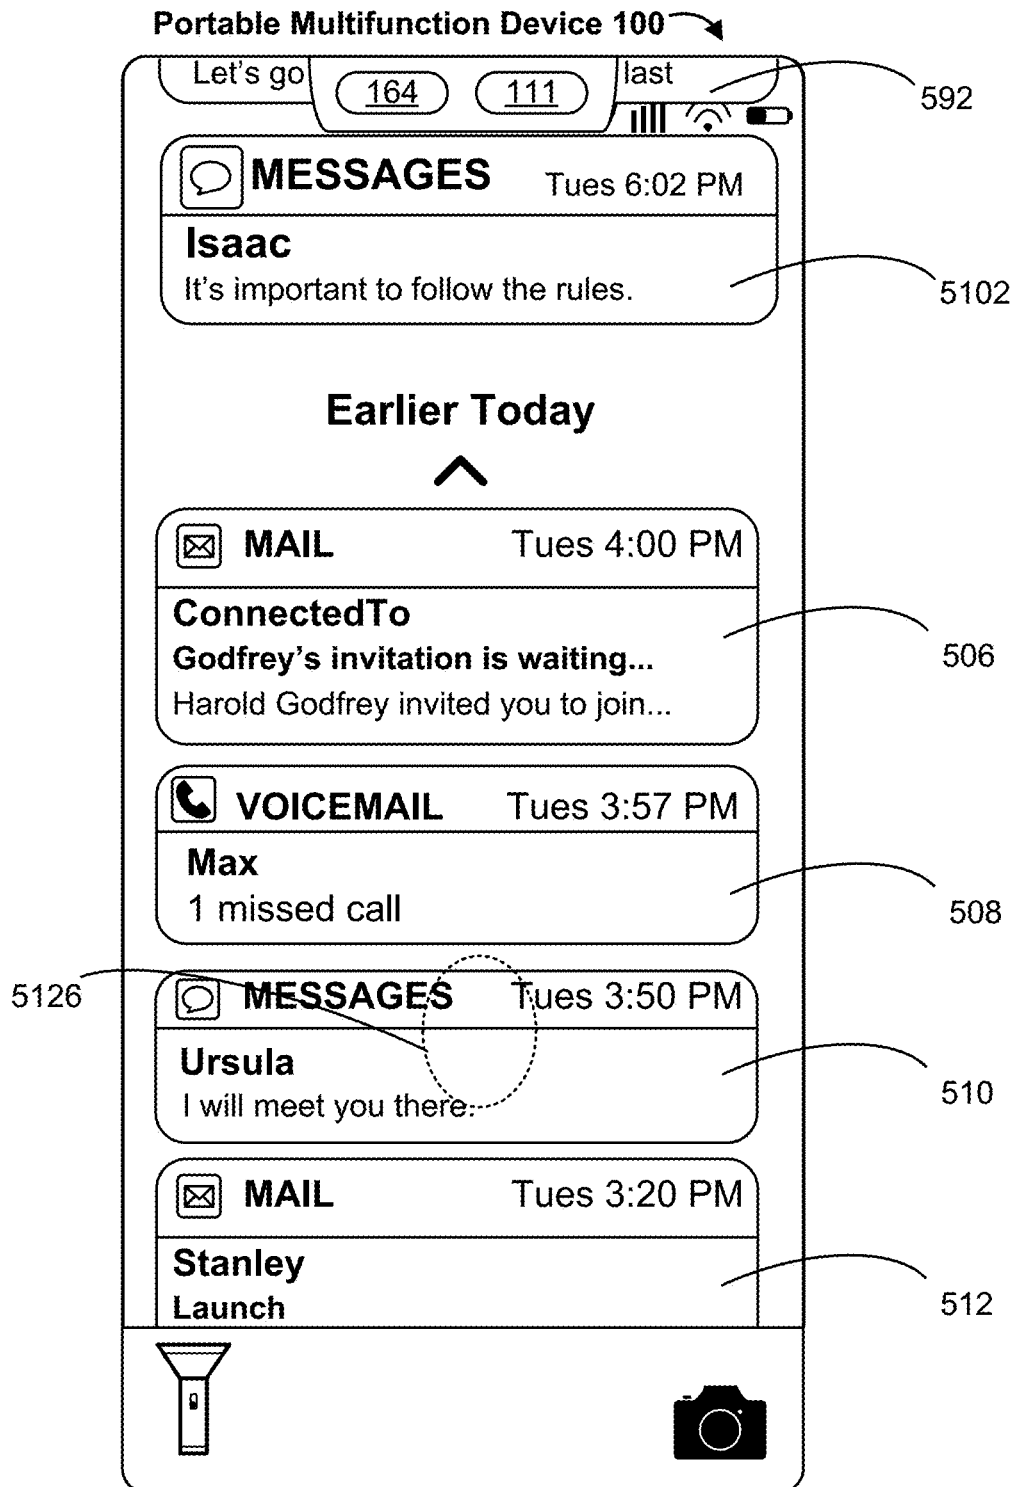 Portable Multifunction Device 100
Let's go
164
111
last
592
MESSAGES
Tues 6:02 PM
Isaac
It's important to follow the rules.
5102
Earlier Today
MAIL
Tues 4:00 PM
ConnectedTo
Godfrey's invitation is waiting...
506
Harold Godfrey invited you to join...
VOICEMAIL
Tues 3:57 PM
Max
1 missed call
508
5126
MESSAGES
Tues 3:50 PM
Ursula
510
I will meet you there.
MAIL
Tues 3:20 PM
Stanley
Launch
512